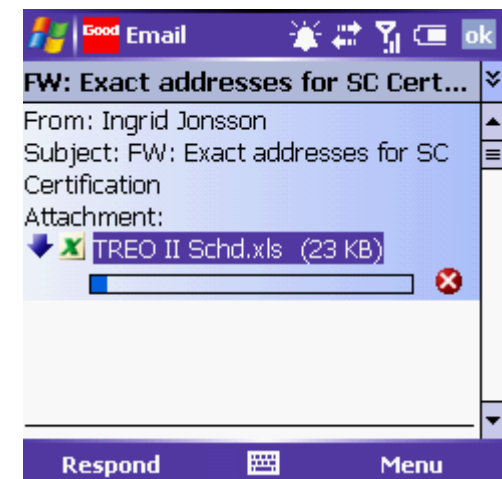 Good Email ok
FW: Exact addresses for SC Cert...
From: Ingrid Jonsson
Subject: FW: Exact addresses for SC
Certification
Attachment:
TREO II Schd.xls (23 KB)
Respond Menu